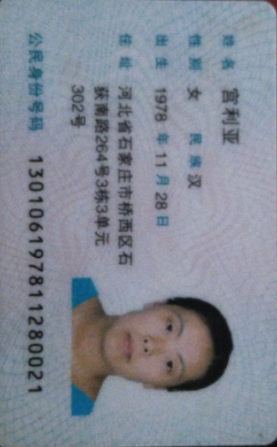 姓名 宫利亚
性别 女 民族 汉
出生 1978 年 11 月 28 日
住址 河北省石家庄市桥西区石
获南路264号3栋3单元
302号
公民身份号码 130106197811280021